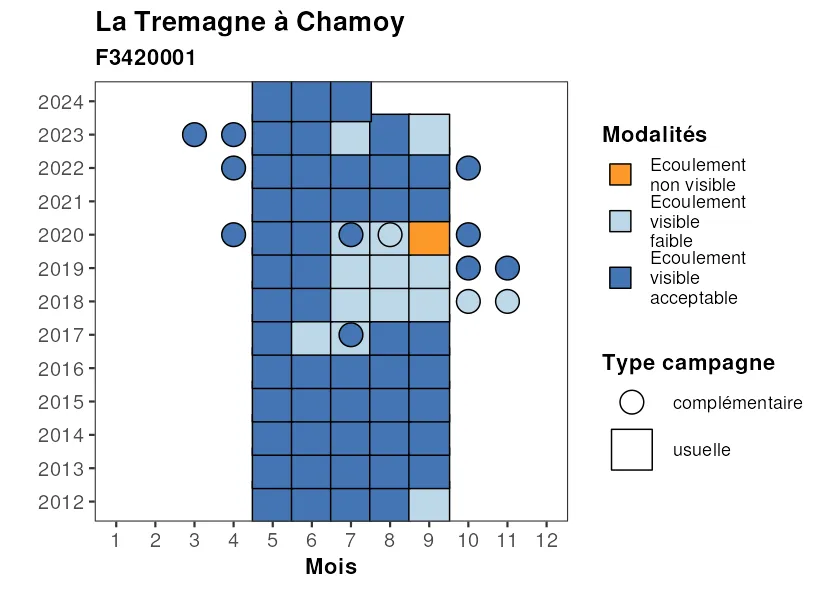 La Tremagne à Chamoy
F3420001
2024
2023
2022
2021
2020
2019
2018
2017
2016
2015
2014
2013
2012
1 2 3 4 5 6 7 8 9 10 11 12
Mois
Modalités
Ecoulement
non visible
Ecoulement
visible
faible
Ecoulement
visible
acceptable
Type campagne
complémentaire
usuelle